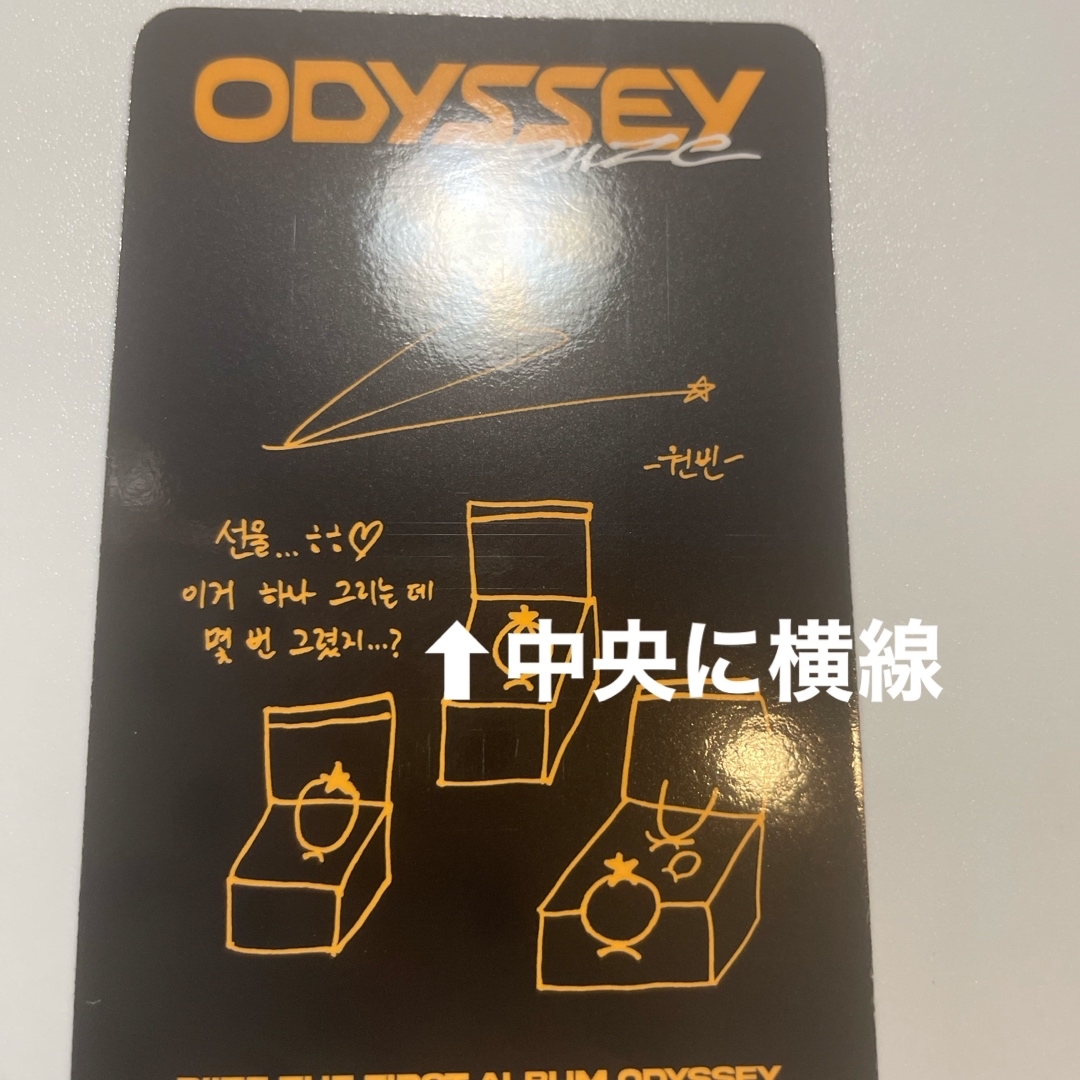 ODYSSEY
RIIZE
-원빈-
선물...ㅎㅎ♡
이거 하나 그리는데
몇 번 그렸지...?
⬆中央に横線
RIIZE THE FIRST ALBUM ODYSSEY